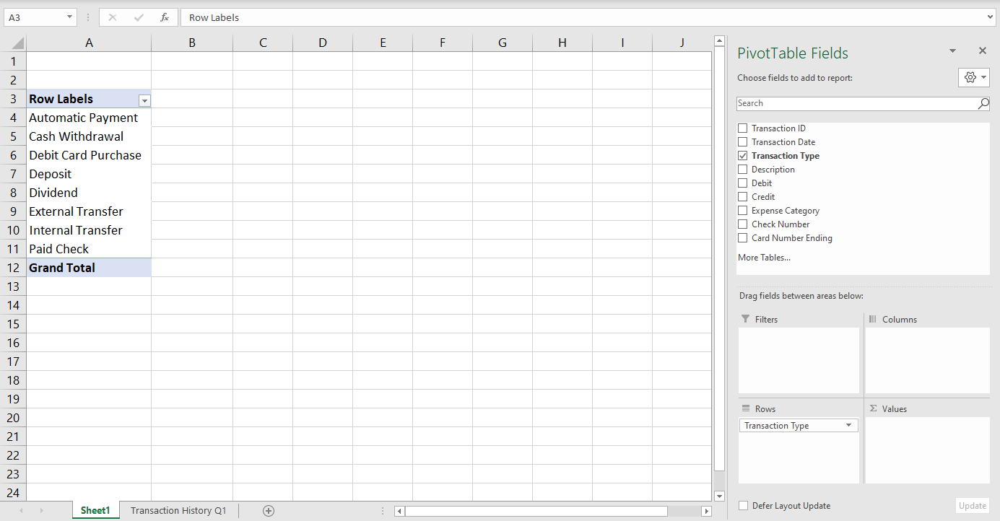 A3
fx
Row Labels
A B C D E F G H I J
1
2
3 Row Labels
4 Automatic Payment
5 Cash Withdrawal
6 Debit Card Purchase
7 Deposit
8 Dividend
9 External Transfer
10 Internal Transfer
11 Paid Check
12 Grand Total
13
14
15
16
17
18
19
20
21
22
23
24
Sheet1 Transaction History Q1
PivotTable Fields
Choose fields to add to report:
Search
Transaction ID
Transaction Date
Transaction Type
Description
Debit
Credit
Expense Category
Check Number
Card Number Ending
More Tables...
Drag fields between areas below:
Filters
Columns
Rows
Transaction Type
Σ Values
Defer Layout Update
Update